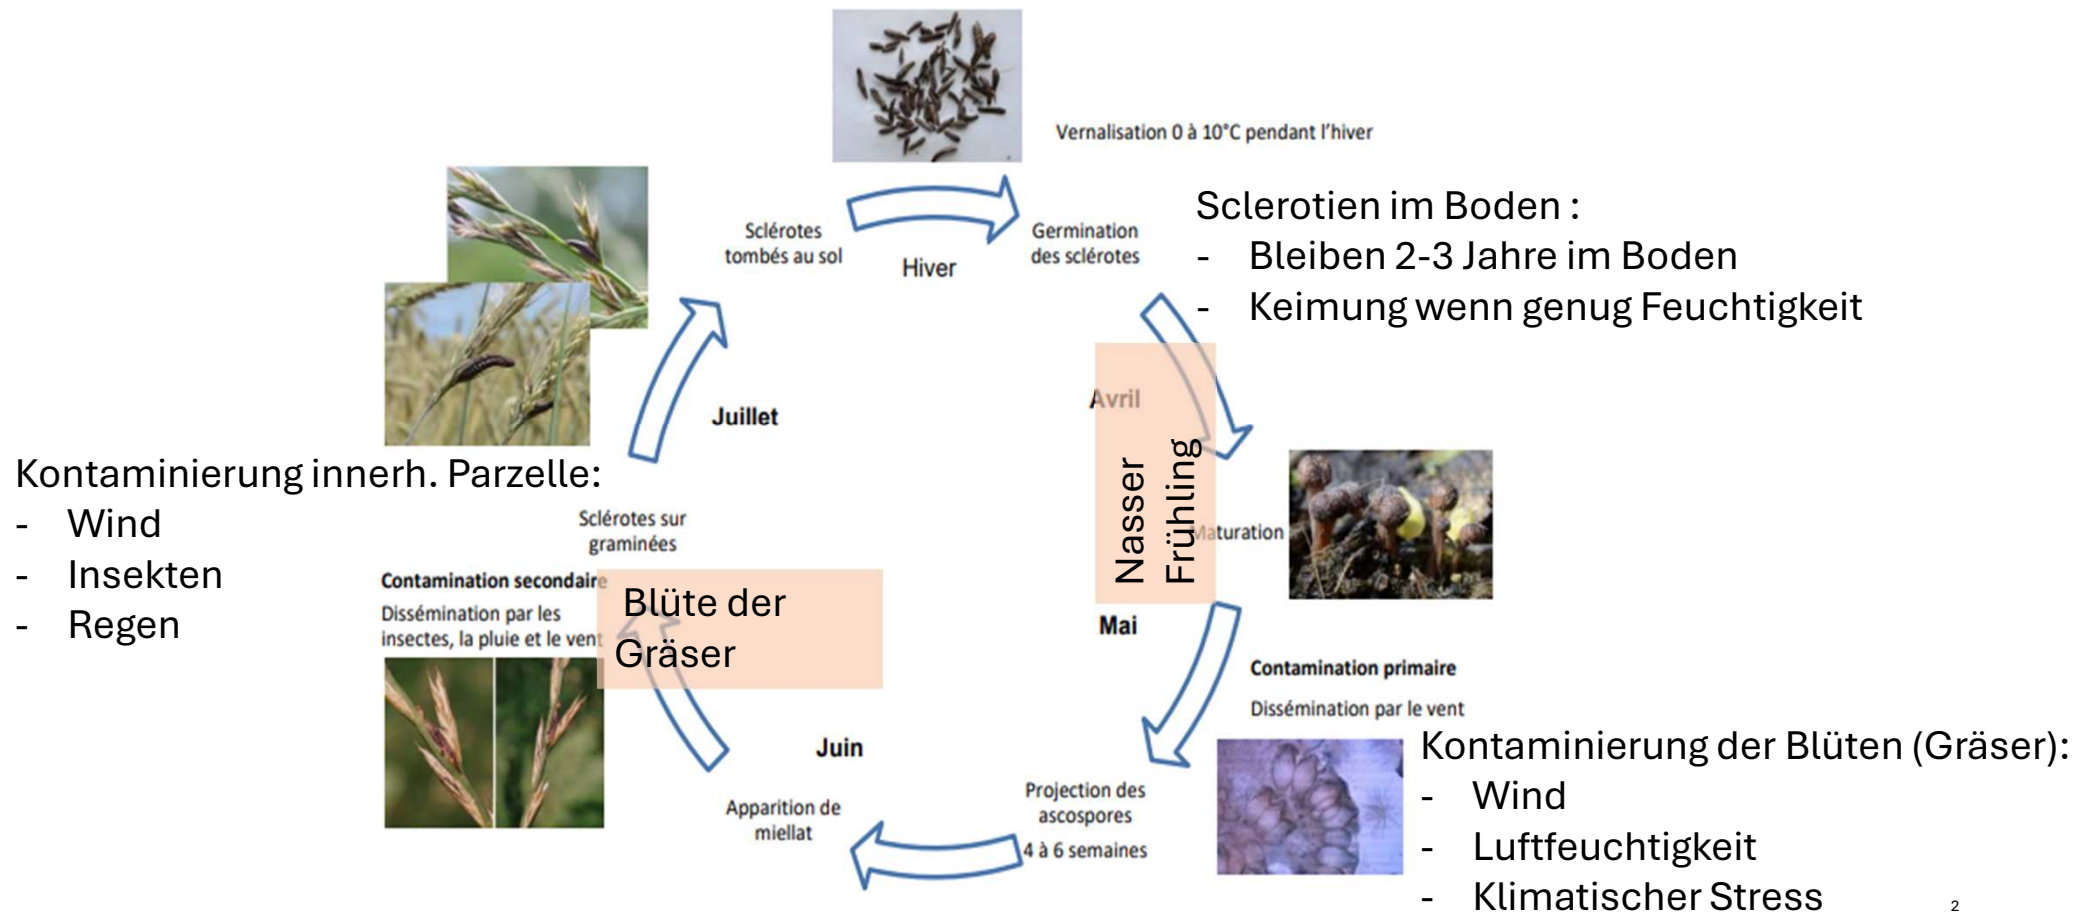 Vernalisation 0 à 10°C pendant l'hiver
Sclerotien im Boden :
- Bleiben 2-3 Jahre im Boden
- Keimung wenn genug Feuchtigkeit
Sclérotes
tombés au sol
Hiver
Germination
des sclérotes
Avril
Nasser
Frühling
Maturation
Mai
Contamination primaire
Dissémination par le vent
Kontaminierung der Blüten (Gräser):
- Wind
- Luftfeuchtigkeit
- Klimatischer Stress
Projection des
ascospores
4 à 6 semaines
Juin
Apparition de
miellat
Blüte der
Gräser
Contamination secondaire
Dissémination par les
insectes, la pluie et le vent
Sclérotes sur
graminées
Kontaminierung innerh. Parzelle:
- Wind
- Insekten
- Regen
Juillet
2